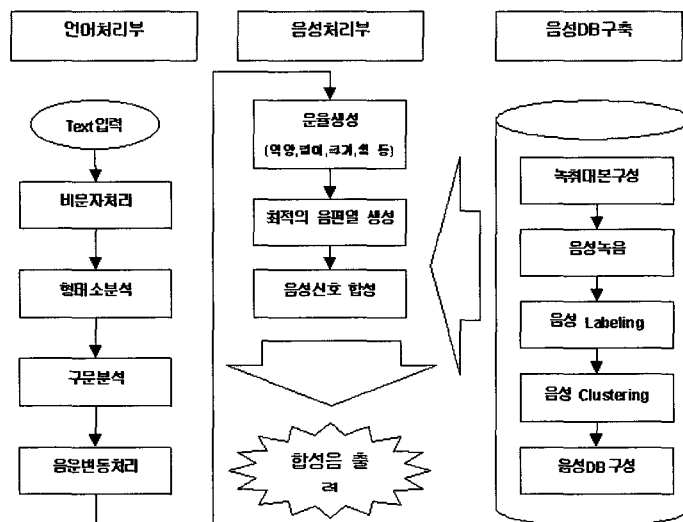 언어처리부
음성처리부
음성DB구축
Text입력
비문자처리
형태소분석
구문분석
음운변동처리
운율생성
(억양,길이,크기,쉼 등)
최적의 음편열 생성
음성신호 합성
합성음 출
력
녹취대본구성
음성녹음
음성 Labeling
음성 Clustering
음성DB구성